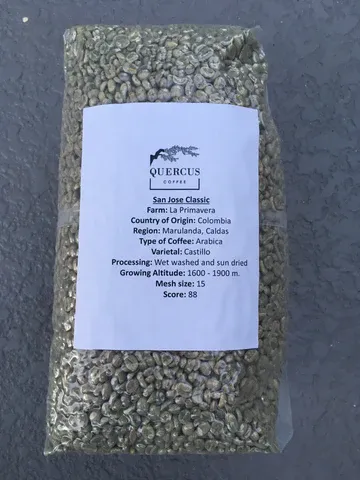 QUERCUS
COFFEE
San Jose Classic
Farm: La Primavera
Country of Origin: Colombia
Region: Marulanda, Caldas
Type of Coffee: Arabica
Varietal: Castillo
Processing: Wet washed and sun dried
Growing Altitude: 1600 - 1900 m.
Mesh size: 15
Score: 88